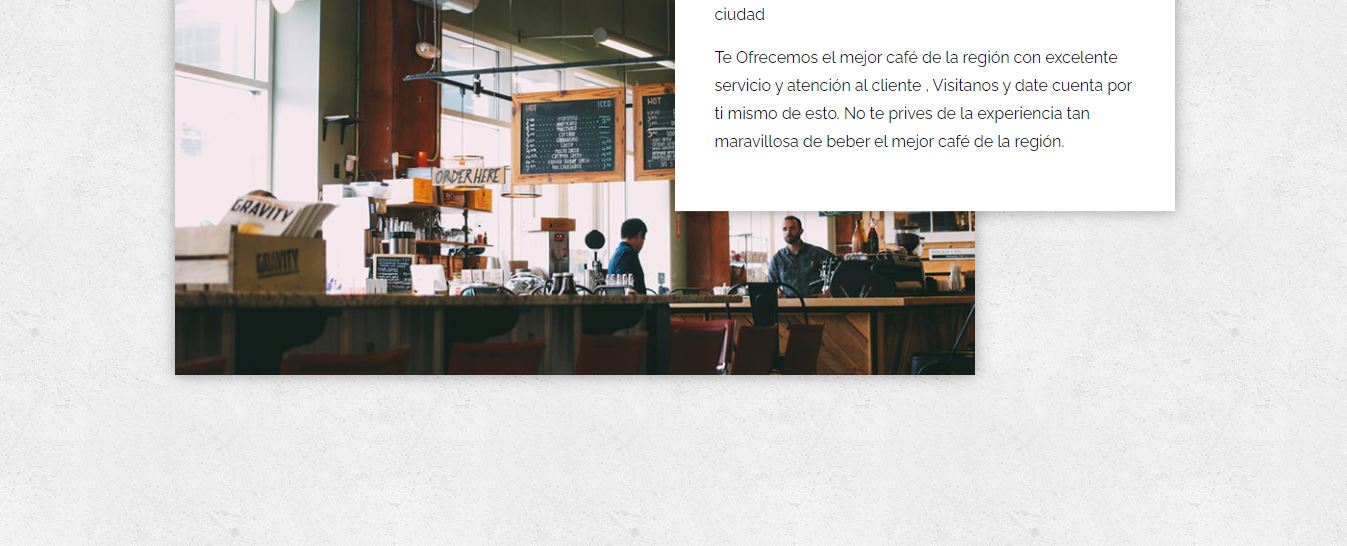 ciudad
Te Ofrecemos el mejor café de la región con excelente
servicio y atención al cliente , Visitanos y date cuenta por
ti mismo de esto. No te prives de la experiencia tan
maravillosa de beber el mejor café de la región.
HOT ICED
HOT
ORDER HERE
GRAVITY
GRAVITY